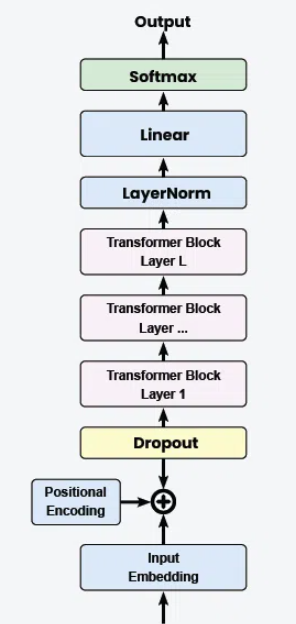 Output
Softmax
Linear
LayerNorm
Transformer Block
Layer L
Transformer Block
Layer ...
Transformer Block
Layer 1
Dropout
Positional
Encoding
Input
Embedding